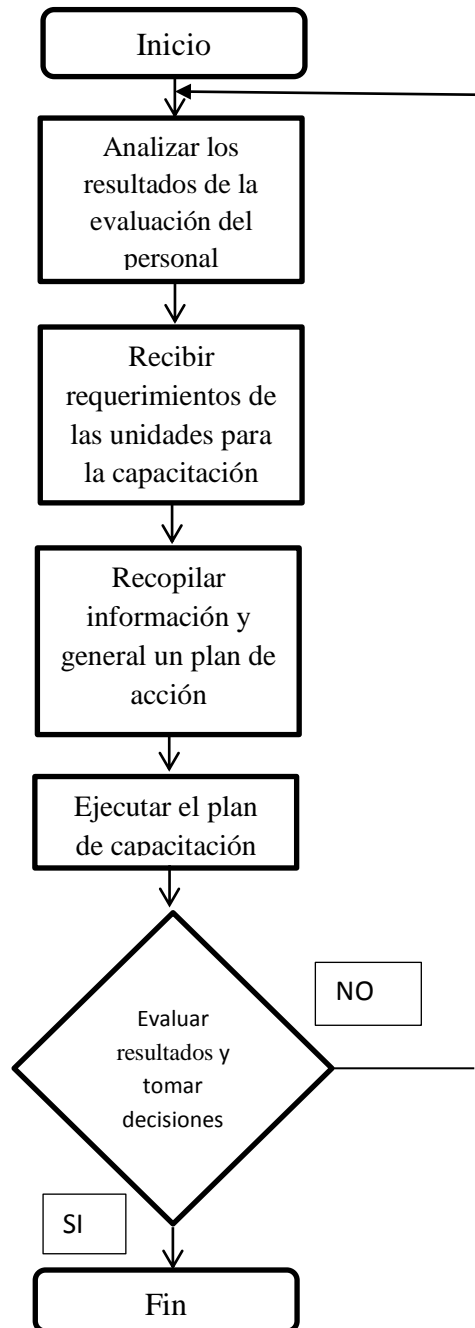 Inicio
Analizar los
resultados de la
evaluación del
personal
Recibir
requerimientos de
las unidades para
la capacitación
Recopilar
información y
general un plan de
acción
Ejecutar el plan
de capacitación
Evaluar
resultados y
tomar
decisiones
NO
SI
Fin